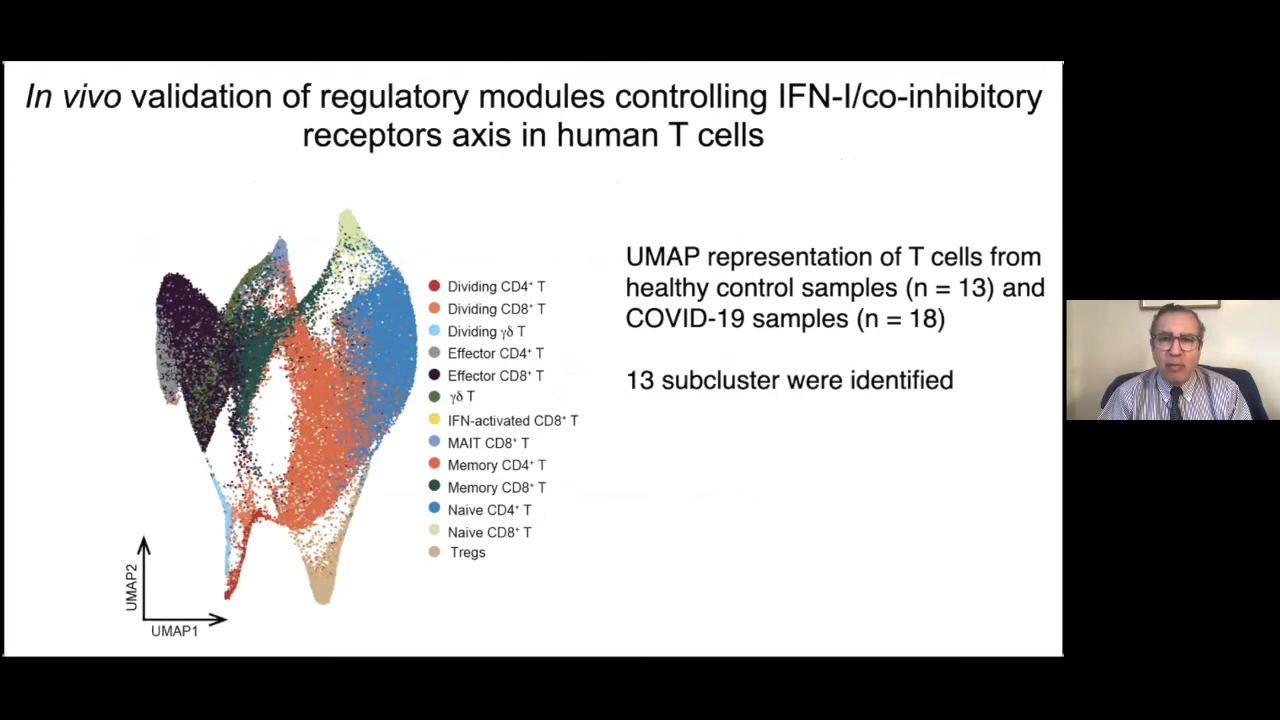 In vivo validation of regulatory modules controlling IFN-I/co-inhibitory
receptors axis in human T cells
UMAP representation of T cells from
healthy control samples (n = 13) and
COVID-19 samples (n = 18)
13 subcluster were identified
Dividing CD4⁺ T
Dividing CD8⁺ T
Dividing γδ T
Effector CD4⁺ T
Effector CD8⁺ T
γδ T
IFN-activated CD8⁺ T
MAIT CD8⁺ T
Memory CD4⁺ T
Memory CD8⁺ T
Naive CD4⁺ T
Naive CD8⁺ T
Tregs
UMAP2
UMAP1